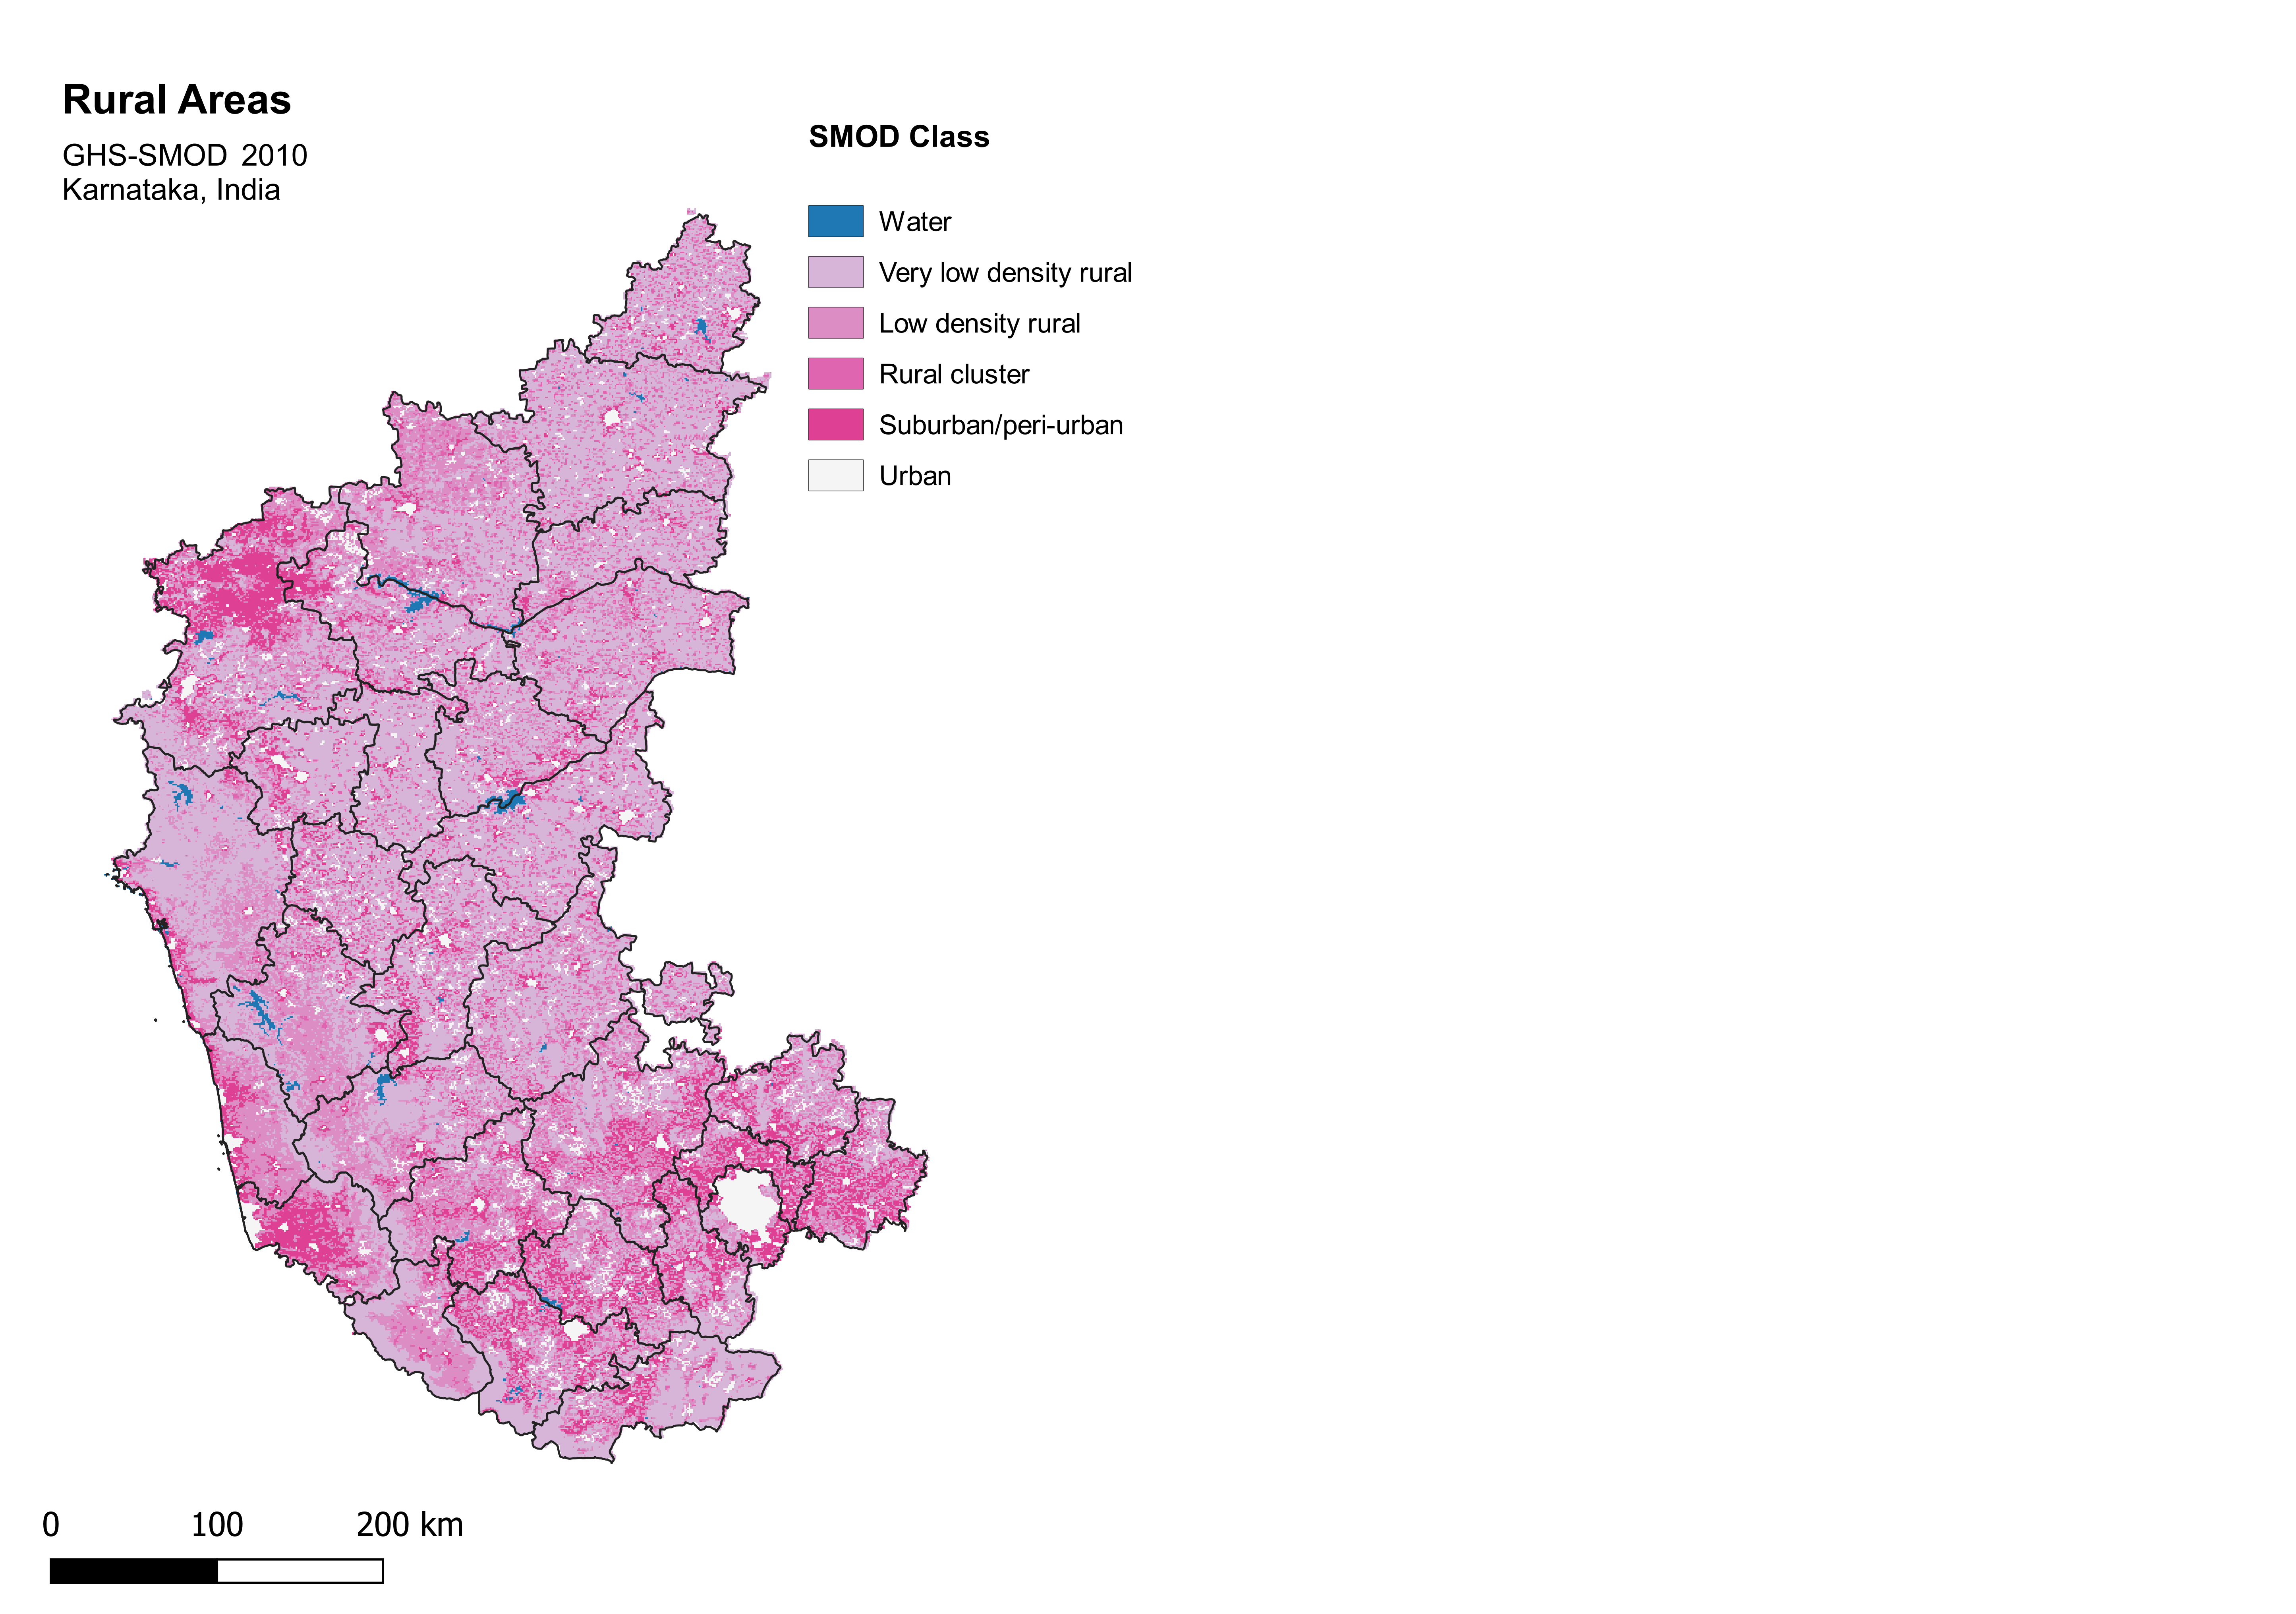 Rural Areas
GHS-SMOD 2010
Karnataka, India
SMOD Class
Water
Very low density rural
Low density rural
Rural cluster
Suburban/peri-urban
Urban
0 100 200 km